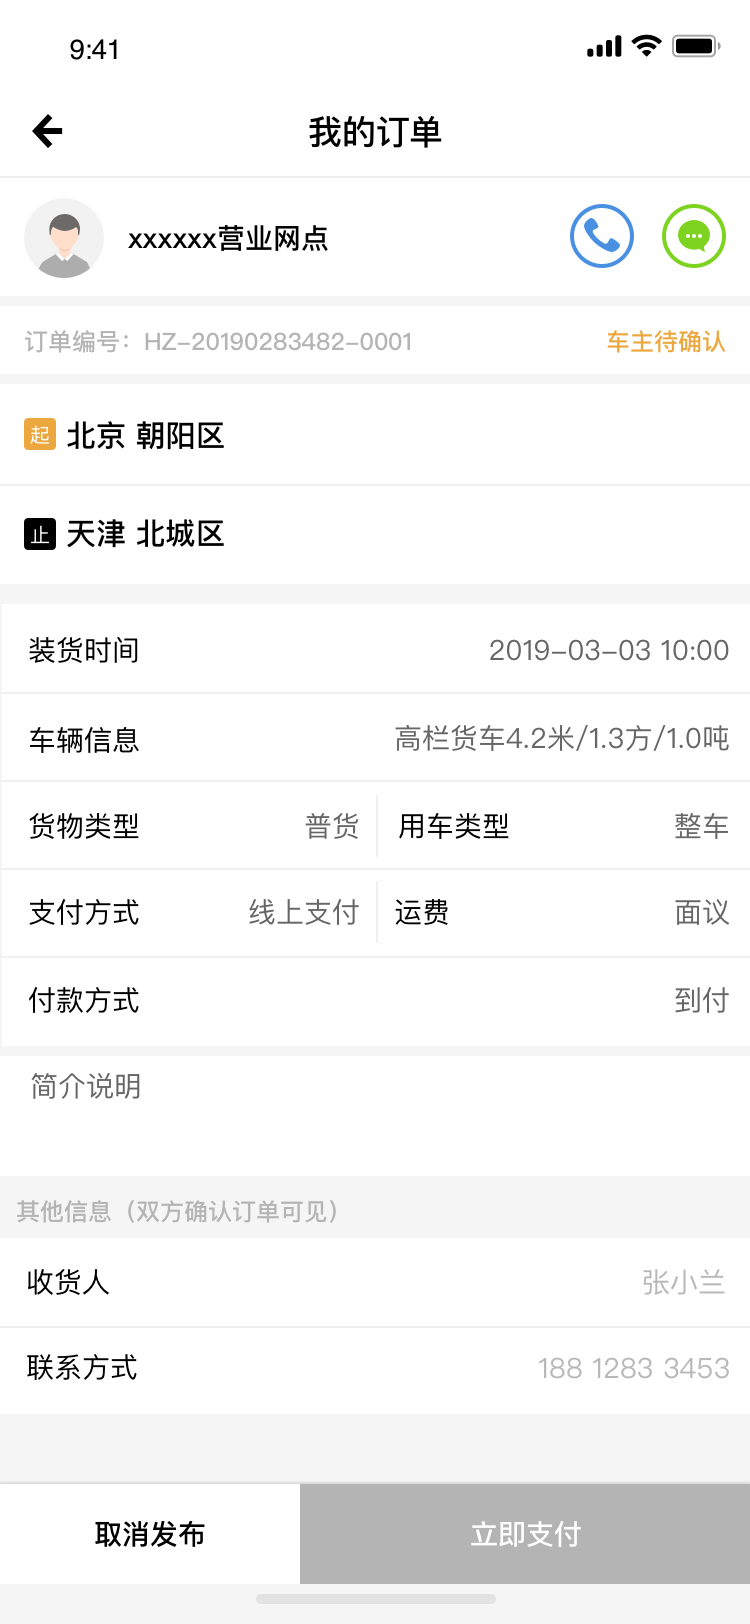 9:41
我的订单
xxxxxx营业网点
订单编号：HZ-20190283482-0001 车主待确认
起 北京 朝阳区
止 天津 北城区
装货时间 2019-03-03 10:00
车辆信息 高栏货车4.2米/1.3方/1.0吨
货物类型 普货 用车类型 整车
支付方式 线上支付 运费 面议
付款方式 到付
简介说明
其他信息（双方确认订单可见）
收货人 张小兰
联系方式 188 1283 3453
取消发布 立即支付